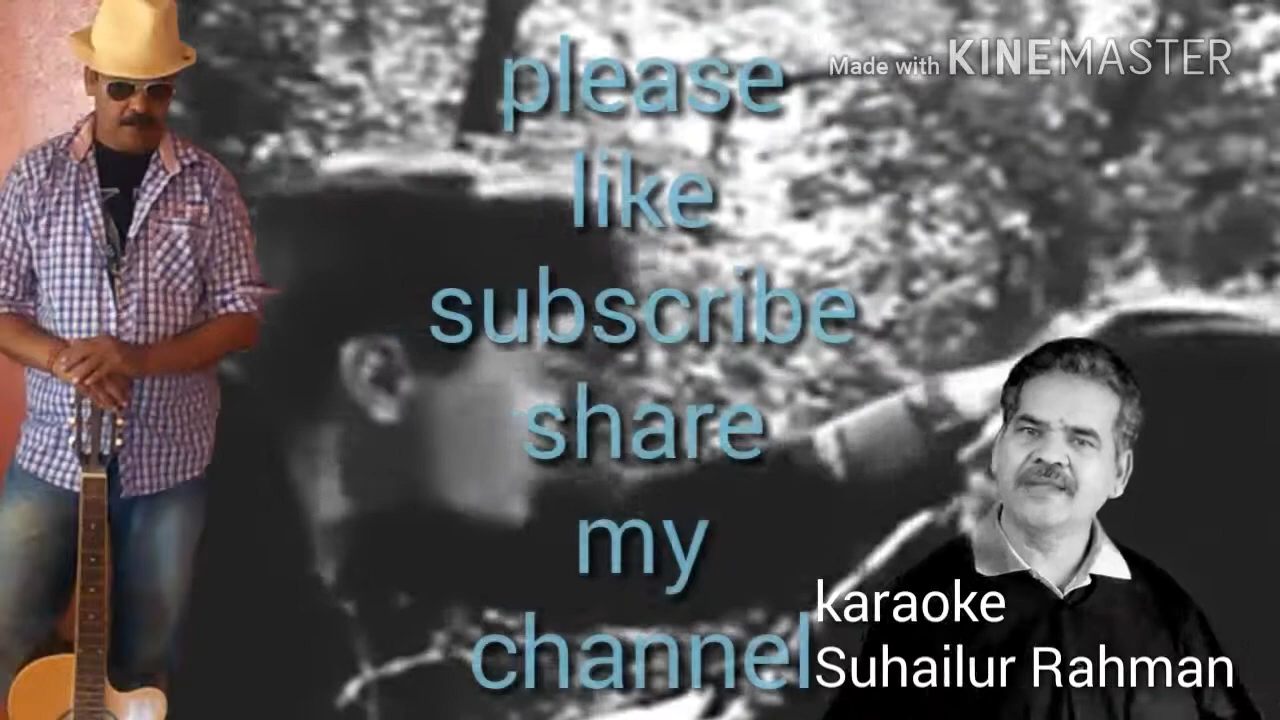 Made with KINEMASTER
please
like
subscribe
share
my
channel
karaoke
Suhailur Rahman